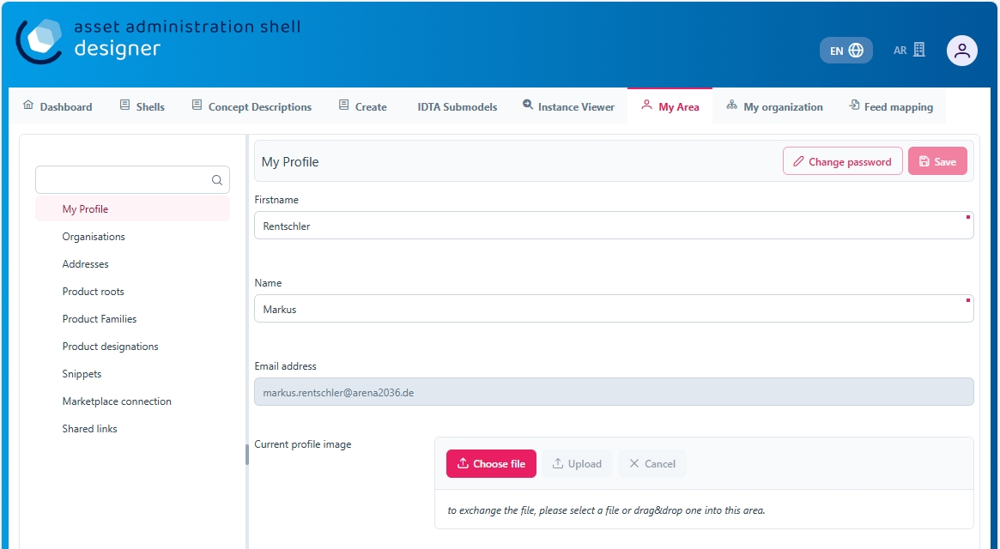 asset administration shell
designer
EN
AR
Dashboard Shells Concept Descriptions Create IDTA Submodels Instance Viewer My Area My organization Feed mapping
My Profile
Organisations
Addresses
Product roots
Product Families
Product designations
Snippets
Marketplace connection
Shared links
My Profile Change password Save
Firstname
Rentschler
Name
Markus
Email address
markus.rentschler@arena2036.de
Current profile image
Choose file Upload Cancel
to exchange the file, please select a file or drag&drop one into this area.